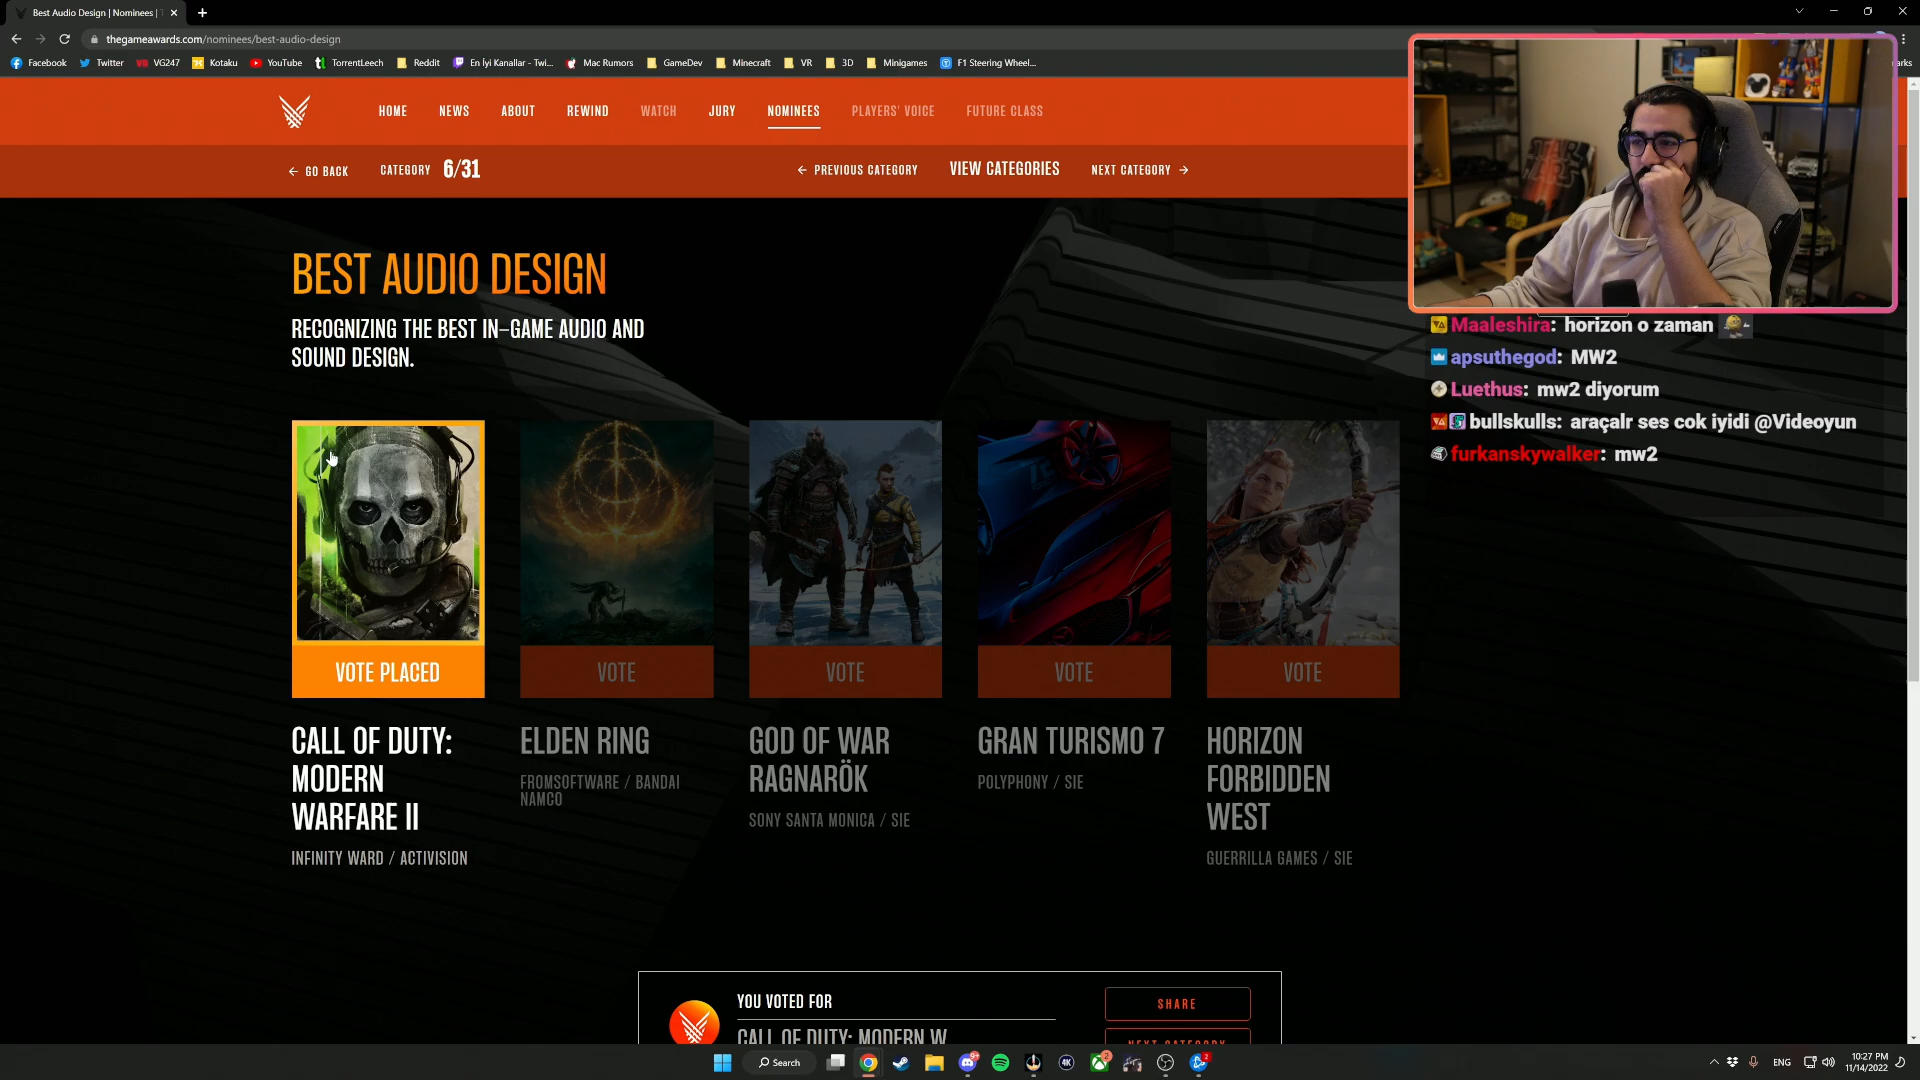 Best Audio Design | Nominees |
thegameawards.com/nominees/best-audio-design
Facebook Twitter VG247 Kotaku YouTube TorrentLeech Reddit En İyi Kanallar - Twi... Mac Rumors GameDev Minecraft VR 3D Minigames F1 Steering Wheel...
HOME NEWS ABOUT REWIND WATCH JURY NOMINEES PLAYERS' VOICE FUTURE CLASS
← GO BACK CATEGORY 6/31 ← PREVIOUS CATEGORY VIEW CATEGORIES NEXT CATEGORY →
BEST AUDIO DESIGN
RECOGNIZING THE BEST IN-GAME AUDIO AND
SOUND DESIGN.
Maaleshira: horizon o zaman
apsuthegod: MW2
Luethus: mw2 diyorum
bullskulls: araçalr ses cok iyidi @Videoyun
furkanskywalker: mw2
VOTE PLACED VOTE VOTE VOTE VOTE
CALL OF DUTY:
MODERN
WARFARE II
INFINITY WARD / ACTIVISION
ELDEN RING
FROMSOFTWARE / BANDAI
NAMCO
GOD OF WAR
RAGNARÖK
SONY SANTA MONICA / SIE
GRAN TURISMO 7
POLYPHONY / SIE
HORIZON
FORBIDDEN
WEST
GUERRILLA GAMES / SIE
YOU VOTED FOR
CALL OF DUTY: MODERN W
SHARE
NEXT CATEGORY
Search
ENG
10:27 PM
11/14/2022